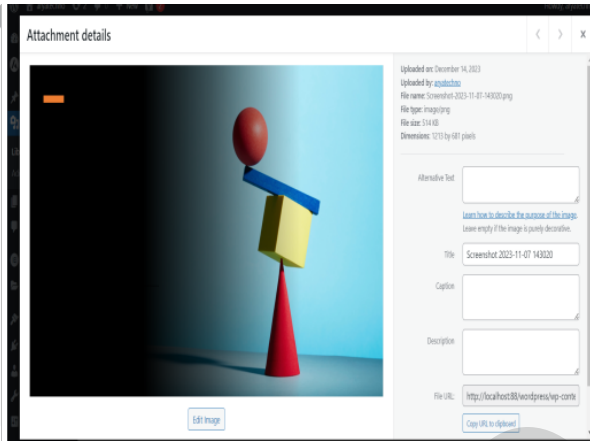 Attachment details
x
Uploaded on: December 14, 2023
Uploaded by: aryatechno
File name: Screenshot-2023-11-07-143020.png
File type: image/png
File size: 514 KB
Dimensions: 1213 by 681 pixels
Alternative Text
Learn how to describe the purpose of the image.
Leave empty if the image is purely decorative.
Title
Screenshot 2023-11-07 143020
Caption
Description
File URL:
http://localhost:88/wordpress/wp-conte
Edit Image
Copy URL to clipboard